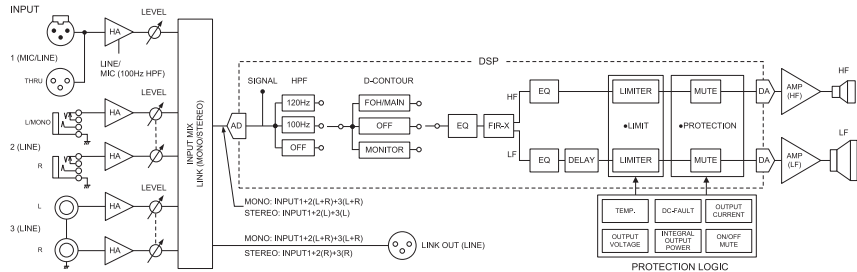 INPUT
LEVEL
HA
1 (MIC/LINE)
LINE/
MIC (100Hz HPF)
THRU
LEVEL
L/MONO
HA
2 (LINE)
R
HA
LEVEL
L
HA
3 (LINE)
R
HA
INPUT MIX
LINK (MONO/STEREO)
DSP
SIGNAL
HPF
D-CONTOUR
AD
120Hz
100Hz
OFF
FOH/MAIN
OFF
MONITOR
EQ
FIR-X
HF
LF
EQ
EQ
DELAY
LIMITER
●LIMIT
LIMITER
MUTE
●PROTECTION
MUTE
DA
DA
AMP
(HF)
AMP
(LF)
HF
LF
MONO: INPUT1+2(L+R)+3(L+R)
STEREO: INPUT1+2(L)+3(L)
MONO: INPUT1+2(L+R)+3(L+R)
STEREO: INPUT1+2(R)+3(R)
LINK OUT (LINE)
TEMP.
DC-FAULT
OUTPUT
CURRENT
OUTPUT
VOLTAGE
INTEGRAL
OUTPUT
POWER
ON/OFF
MUTE
PROTECTION LOGIC